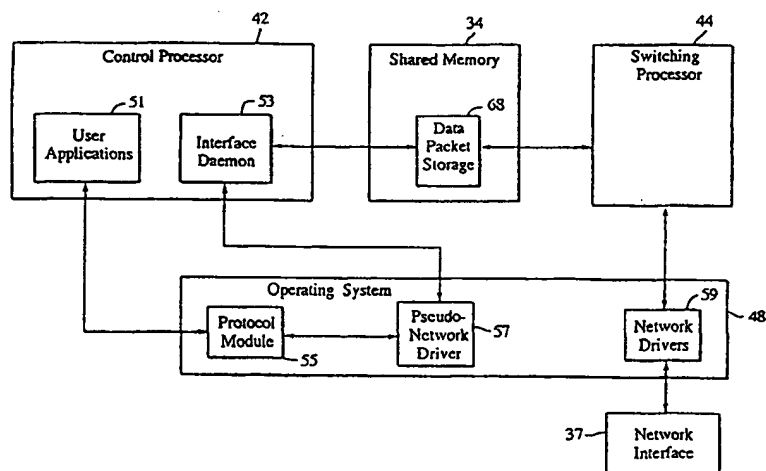 42
34
44
Control Processor
Shared Memory
Switching
Processor
51
53
68
User
Applications
Interface
Daemon
Data
Packet
Storage
Operating System
59
Protocol
Module
55
Pseudo-
Network
Driver
57
Network
Drivers
48
37
Network
Interface